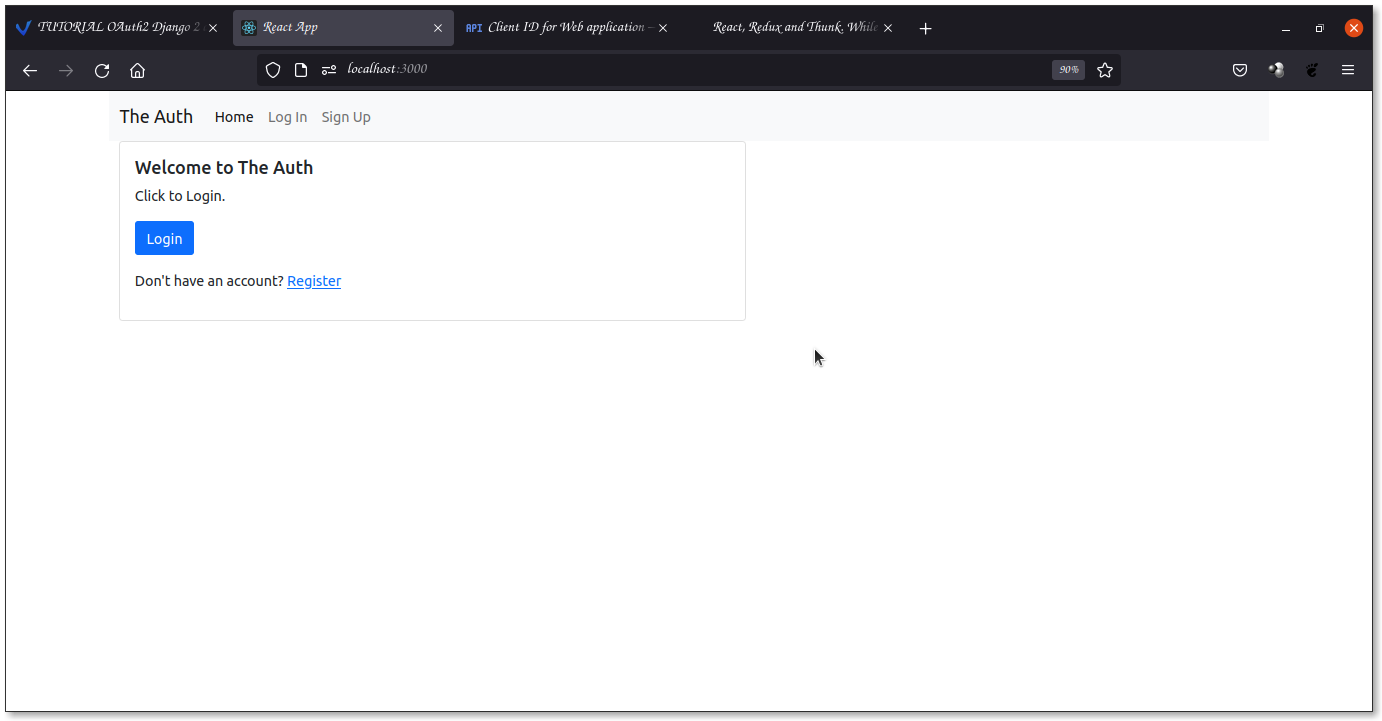 TUTORIAL OAuth2 Django 2
React App
API Client ID for Web application –
React, Redux and Thunk. While
localhost:3000
90%
The Auth Home Log In Sign Up
Welcome to The Auth
Click to Login.
Login
Don't have an account? Register